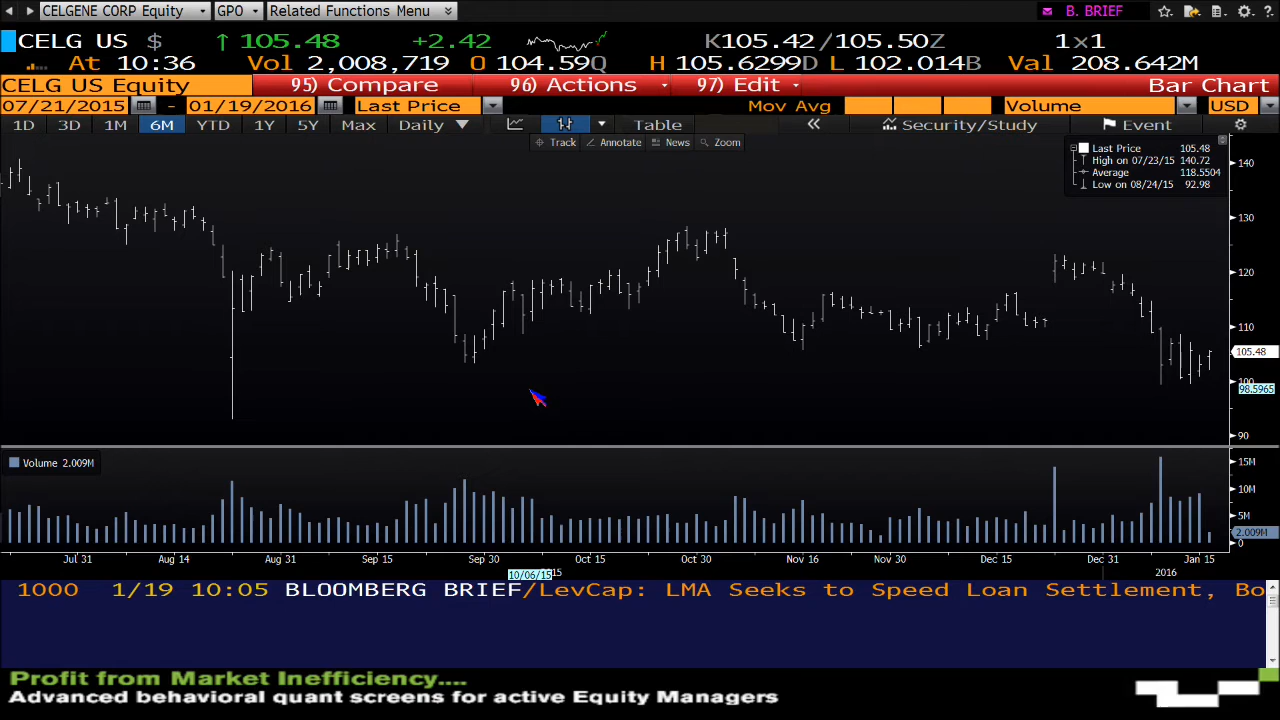 CELGENE CORP Equity GPO Related Functions Menu B. BRIEF
CELG US $ ↑ 105.48 +2.42 K105.42/105.50Z 1x1
At 10:36 Vol 2,008,719 O 104.59Q H 105.6299D L 102.014B Val 208.642M
CELG US Equity 95) Compare 96) Actions 97) Edit Bar Chart
07/21/2015 - 01/19/2016 Last Price Mov Avg Volume USD
1D 3D 1M 6M YTD 1Y 5Y Max Daily Table « Security/Study Event
Track Annotate News Zoom
Last Price 105.48
High on 07/23/15 140.72
Average 118.5504
Low on 08/24/15 92.98
140
130
120
110
105.48
100
98.5965
90
Volume 2.009M
15M
10M
5M
2.009M
0
Jul 31 Aug 14 Aug 31 Sep 15 Sep 30 Oct 15 Oct 30 Nov 16 Nov 30 Dec 15 Dec 31 Jan 15
10/06/15 15 2016
1000 1/19 10:05 BLOOMBERG BRIEF/LevCap: LMA Seeks to Speed Loan Settlement, Bo
Profit from Market Inefficiency....
Advanced behavioral quant screens for active Equity Managers